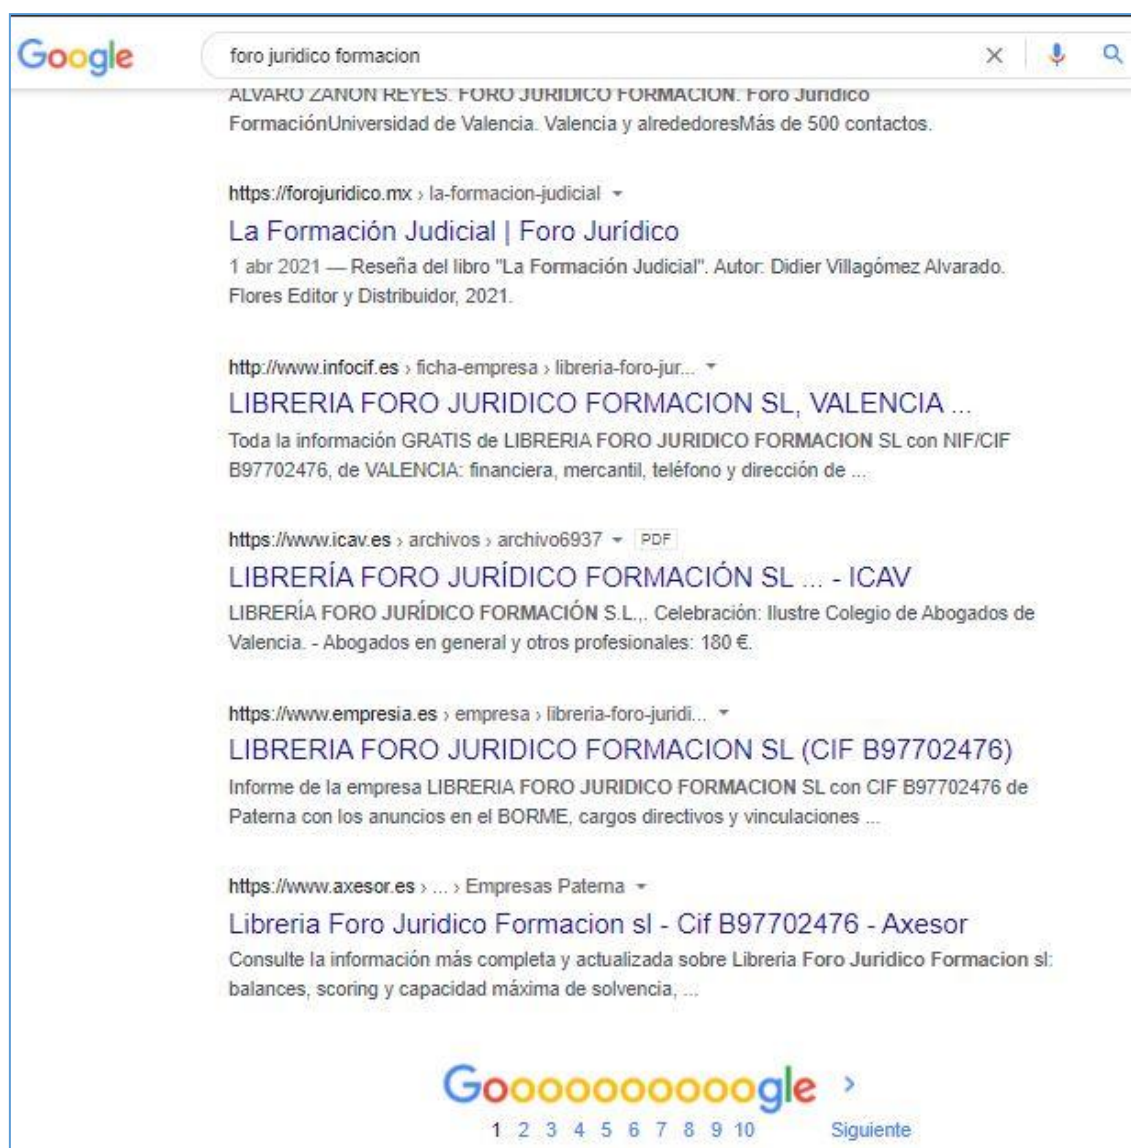 Google
foro juridico formacion
ALVARO ZANON REYES. FORO JURIDICO FORMACION. Foro Juridico
FormaciónUniversidad de Valencia. Valencia y alrededoresMás de 500 contactos.
https://forojuridico.mx › la-formacion-judicial
La Formación Judicial | Foro Jurídico
1 abr 2021 — Reseña del libro "La Formación Judicial". Autor: Didier Villagómez Alvarado.
Flores Editor y Distribuidor, 2021.
http://www.infocif.es › ficha-empresa › libreria-foro-jur...
LIBRERIA FORO JURIDICO FORMACION SL, VALENCIA ...
Toda la información GRATIS de LIBRERIA FORO JURIDICO FORMACION SL con NIF/CIF
B97702476, de VALENCIA: financiera, mercantil, teléfono y dirección de ...
https://www.icav.es › archivos › archivo6937 PDF
LIBRERÍA FORO JURÍDICO FORMACIÓN SL ... - ICAV
LIBRERÍA FORO JURÍDICO FORMACIÓN S.L.,. Celebración: Ilustre Colegio de Abogados de
Valencia. - Abogados en general y otros profesionales: 180 €.
https://www.empresia.es › empresa › libreria-foro-juridi...
LIBRERIA FORO JURIDICO FORMACION SL (CIF B97702476)
Informe de la empresa LIBRERIA FORO JURIDICO FORMACION SL con CIF B97702476 de
Paterna con los anuncios en el BORME, cargos directivos y vinculaciones ...
https://www.axesor.es › ... › Empresas Paterna
Libreria Foro Juridico Formacion sl - Cif B97702476 - Axesor
Consulte la información más completa y actualizada sobre Libreria Foro Juridico Formacion sl:
balances, scoring y capacidad máxima de solvencia, ...
Goooooooooogle >
1 2 3 4 5 6 7 8 9 10 Siguiente